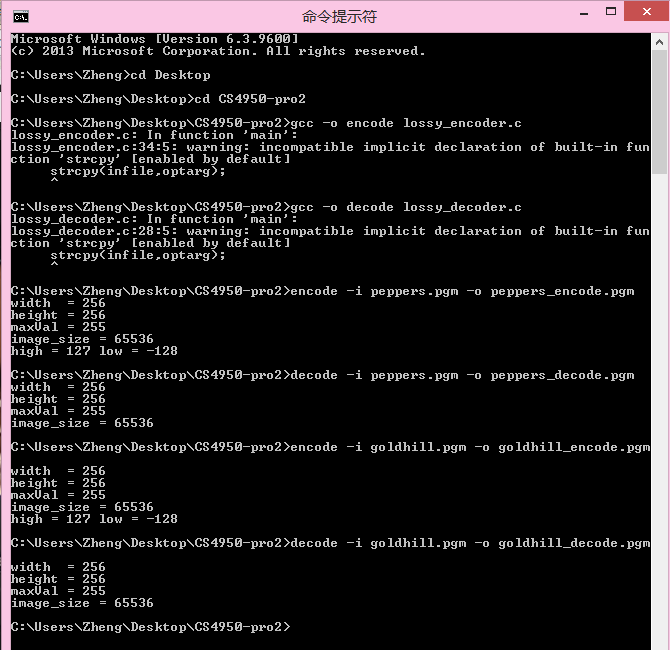 命令提示符
Microsoft Windows [Version 6.3.9600]
(c) 2013 Microsoft Corporation. All rights reserved.
C:\Users\Zheng>cd Desktop
C:\Users\Zheng\Desktop>cd CS4950-pro2
C:\Users\Zheng\Desktop\CS4950-pro2>gcc -o encode lossy_encoder.c
lossy_encoder.c: In function 'main':
lossy_encoder.c:34:5: warning: incompatible implicit declaration of built-in fun
ction 'strcpy' [enabled by default]
     strcpy(infile,optarg);
     ^
C:\Users\Zheng\Desktop\CS4950-pro2>gcc -o decode lossy_decoder.c
lossy_decoder.c: In function 'main':
lossy_decoder.c:28:5: warning: incompatible implicit declaration of built-in fun
ction 'strcpy' [enabled by default]
     strcpy(infile,optarg);
     ^
C:\Users\Zheng\Desktop\CS4950-pro2>encode -i peppers.pgm -o peppers_encode.pgm
width  = 256
height = 256
maxVal = 255
image_size = 65536
high = 127 low = -128
C:\Users\Zheng\Desktop\CS4950-pro2>decode -i peppers.pgm -o peppers_decode.pgm
width  = 256
height = 256
maxVal = 255
image_size = 65536
C:\Users\Zheng\Desktop\CS4950-pro2>encode -i goldhill.pgm -o goldhill_encode.pgm
width  = 256
height = 256
maxVal = 255
image_size = 65536
high = 127 low = -128
C:\Users\Zheng\Desktop\CS4950-pro2>decode -i goldhill.pgm -o goldhill_decode.pgm
width  = 256
height = 256
maxVal = 255
image_size = 65536
C:\Users\Zheng\Desktop\CS4950-pro2>